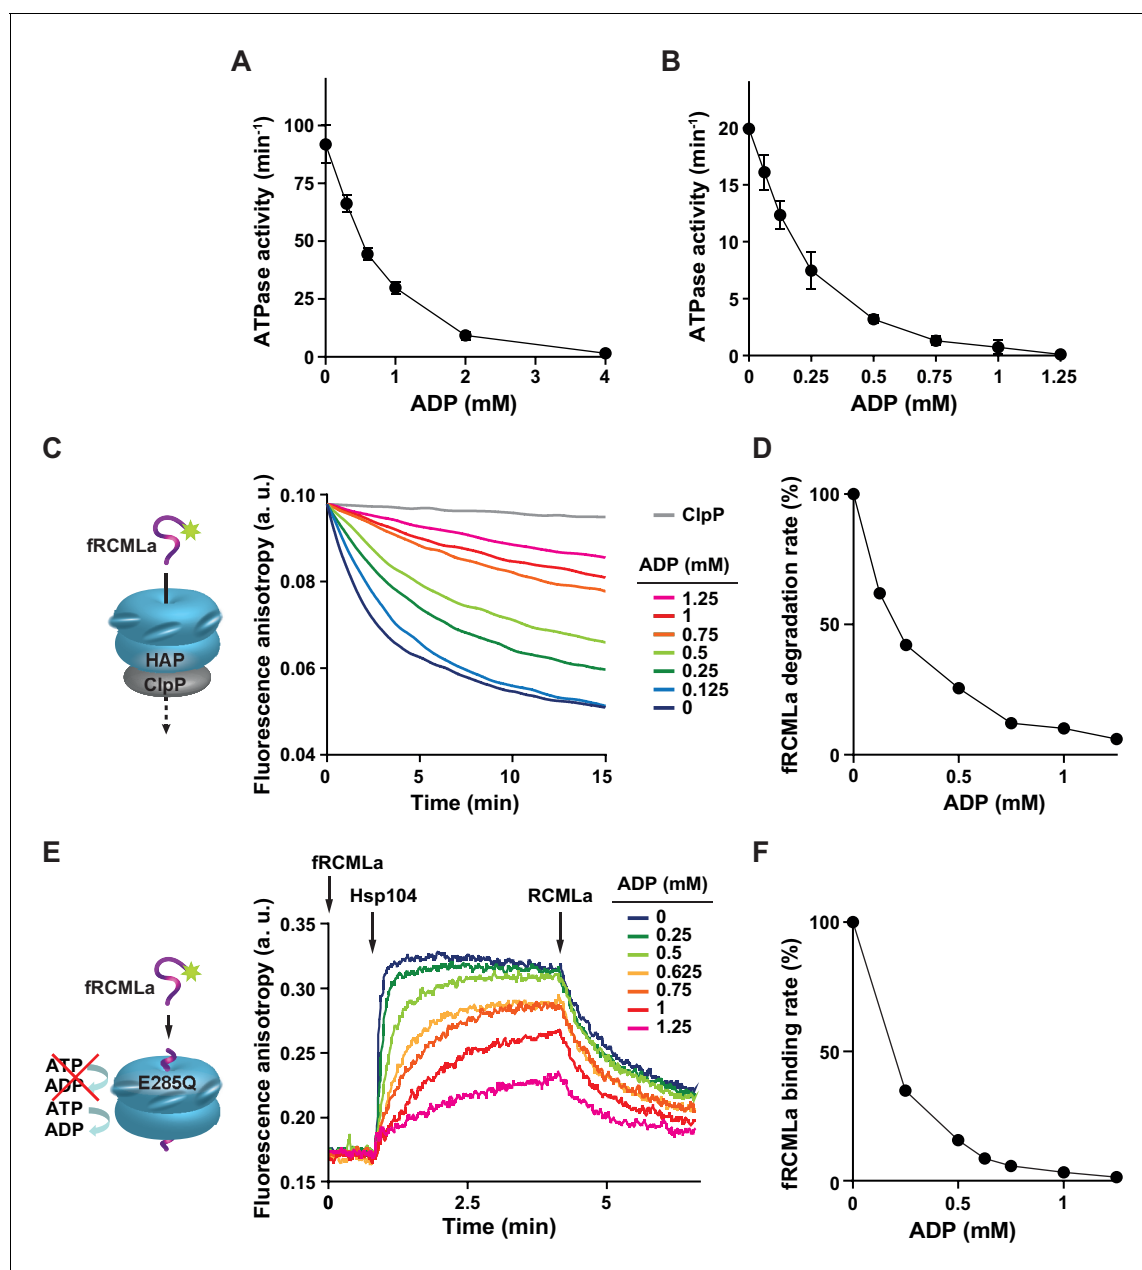 A
ATPase activity (min-1)
100
75
50
25
0
0 1 2 3 4
ADP (mM)
B
ATPase activity (min-1)
20
15
10
5
0
0 0.25 0.5 0.75 1 1.25
ADP (mM)
C
fRCMLa
HAP
ClpP
Fluorescence anisotropy (a. u.)
0.10
0.08
0.06
0.04
0 5 10 15
Time (min)
ClpP
ADP (mM)
1.25
1
0.75
0.5
0.25
0.125
0
D
fRCMLa degradation rate (%)
100
50
0
0 0.5 1
ADP (mM)
E
fRCMLa
ATP
ADP
ATP
ADP
E285Q
fRCMLa
Hsp104
RCMLa
Fluorescence anisotropy (a. u.)
0.35
0.30
0.25
0.20
0.15
0 2.5 5
Time (min)
ADP (mM)
0
0.25
0.5
0.625
0.75
1
1.25
F
fRCMLa binding rate (%)
100
50
0
0 0.5 1
ADP (mM)